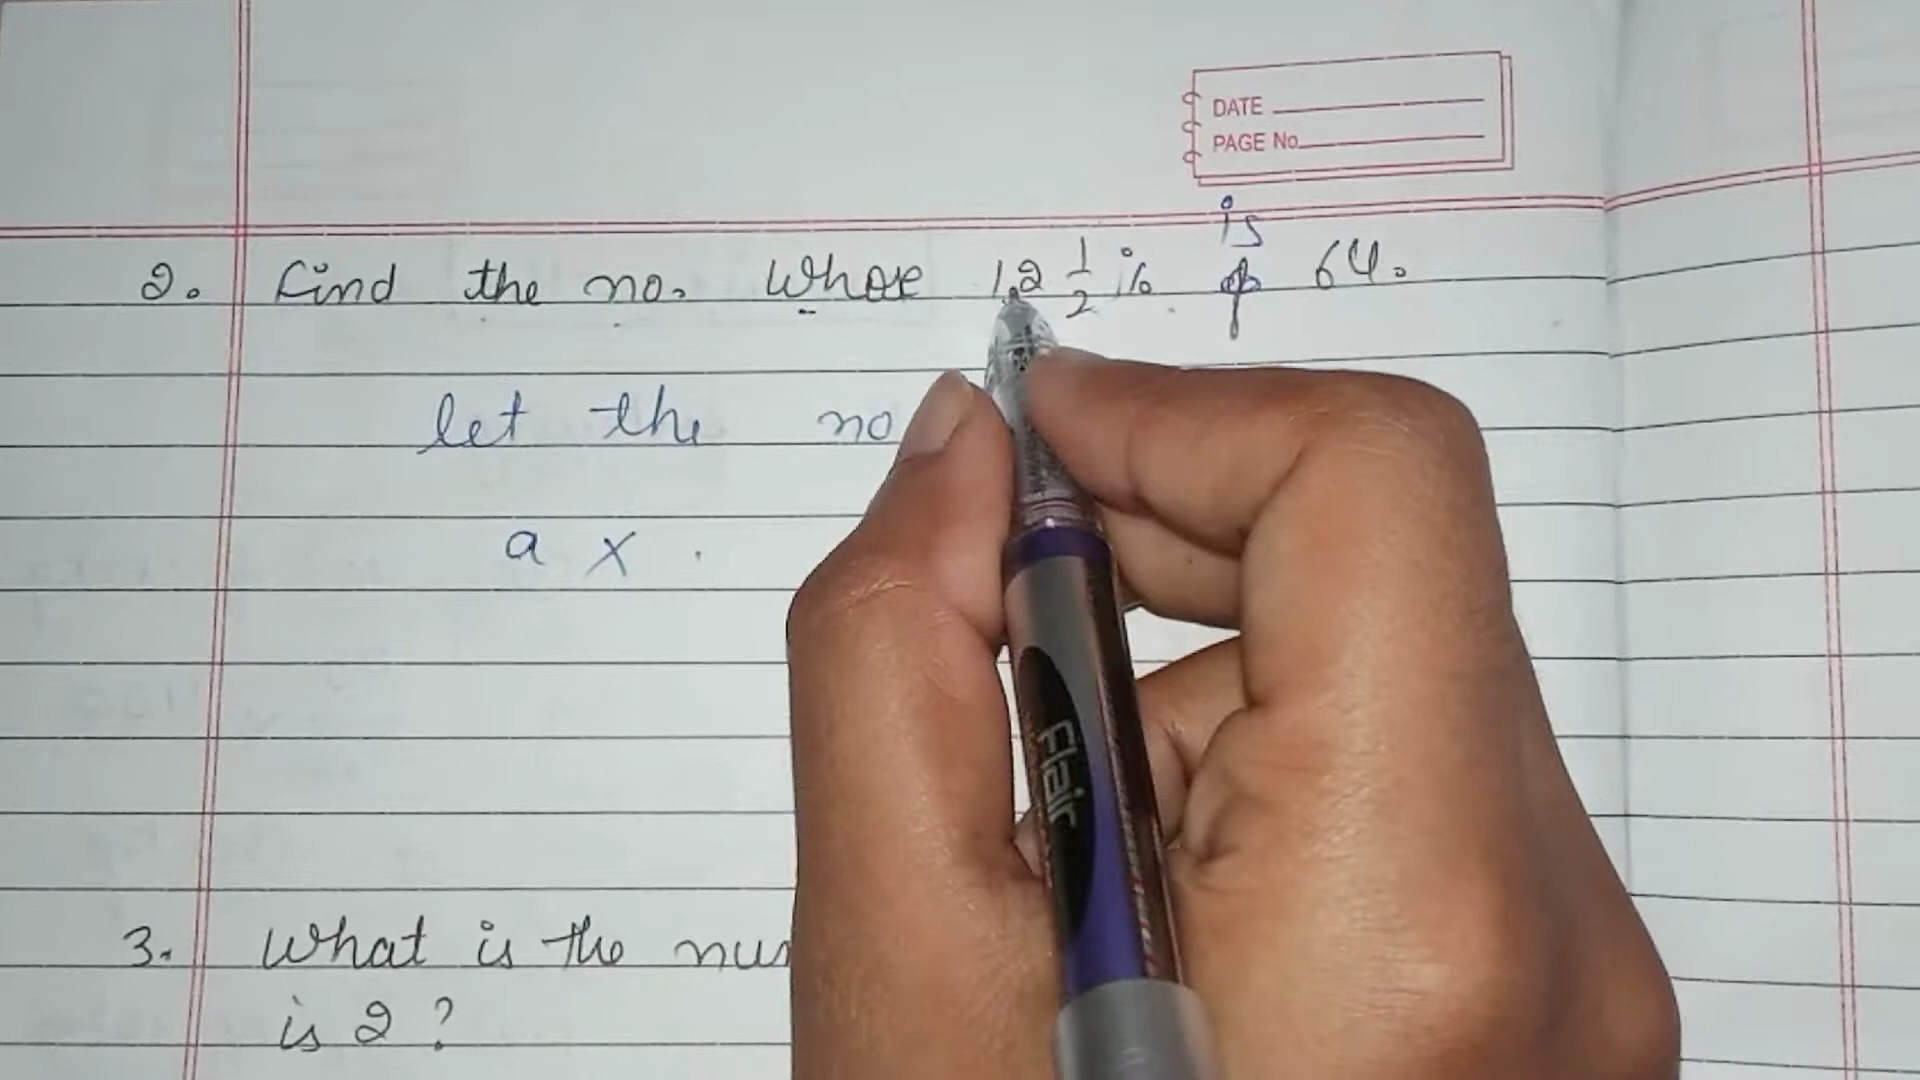 DATE
PAGE No.
is
2. Find the no. whose 12 1/2 % of 64.
let the no
a x .
3. What is the
is 2 ?
Flair